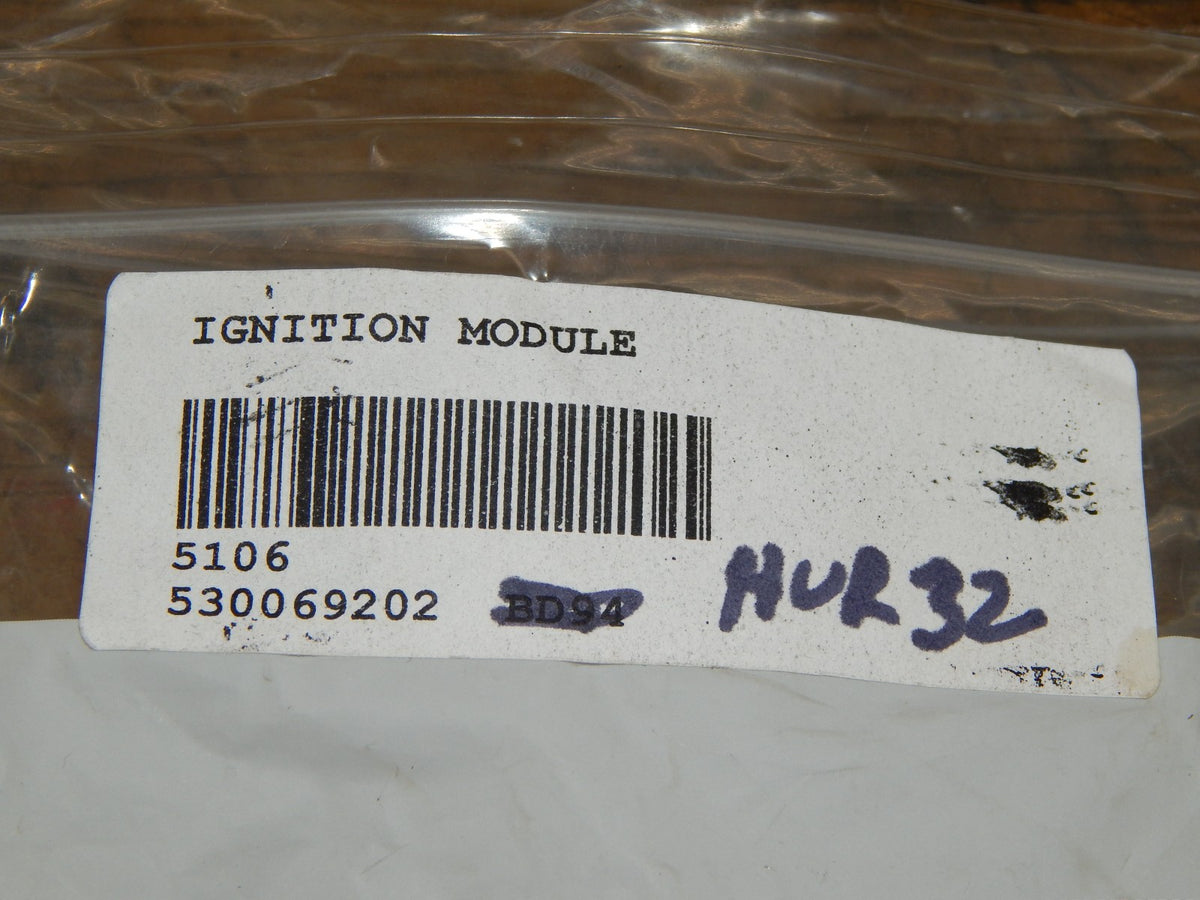 IGNITION MODULE
5106
530069202 BD94 HUR32